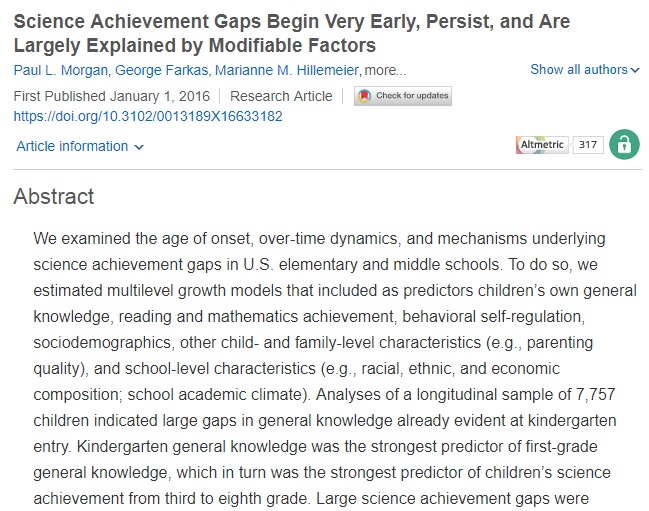 Science Achievement Gaps Begin Very Early, Persist, and Are
Largely Explained by Modifiable Factors
Paul L. Morgan, George Farkas, Marianne M. Hillemeier, more...
Show all authors
First Published January 1, 2016 | Research Article | Check for updates
https://doi.org/10.3102/0013189X16633182
Article information
Altmetric 317
Abstract
We examined the age of onset, over-time dynamics, and mechanisms underlying
science achievement gaps in U.S. elementary and middle schools. To do so, we
estimated multilevel growth models that included as predictors children’s own general
knowledge, reading and mathematics achievement, behavioral self-regulation,
sociodemographics, other child- and family-level characteristics (e.g., parenting
quality), and school-level characteristics (e.g., racial, ethnic, and economic
composition; school academic climate). Analyses of a longitudinal sample of 7,757
children indicated large gaps in general knowledge already evident at kindergarten
entry. Kindergarten general knowledge was the strongest predictor of first-grade
general knowledge, which in turn was the strongest predictor of children’s science
achievement from third to eighth grade. Large science achievement gaps were